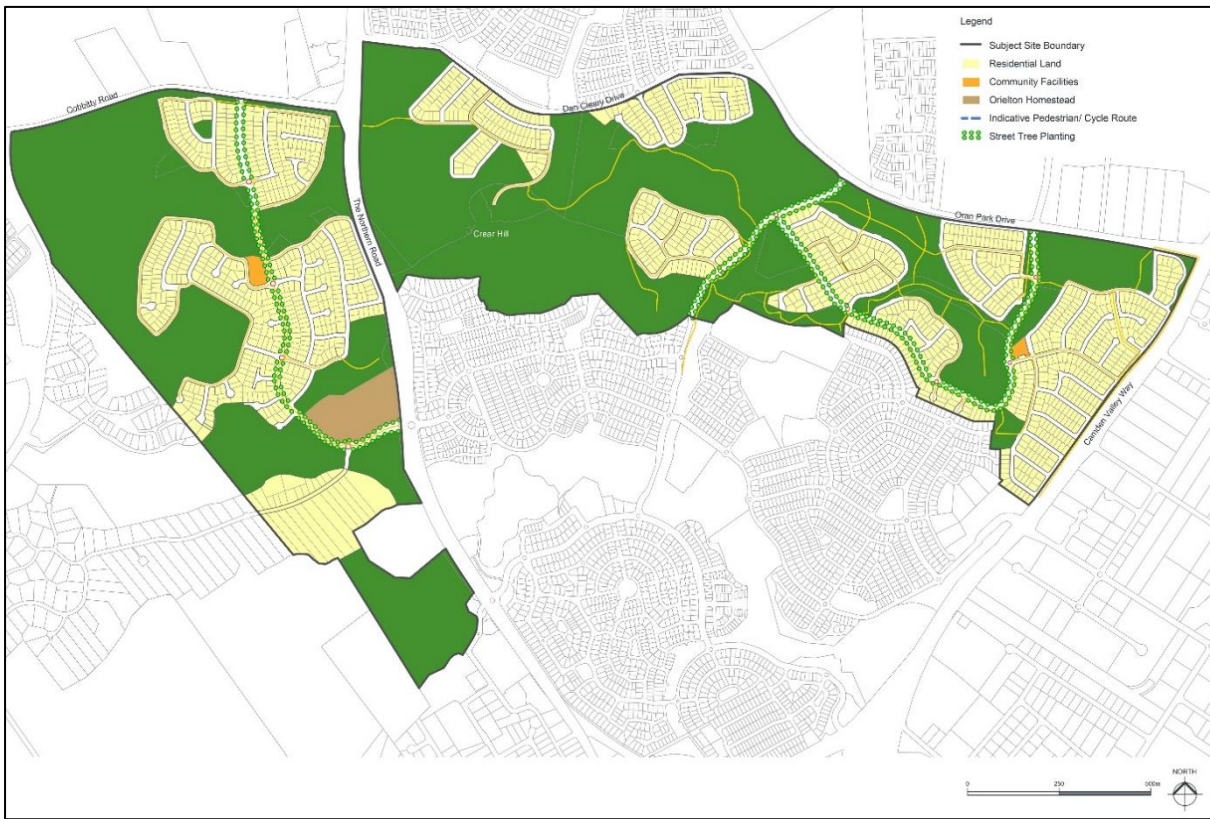 Legend
Subject Site Boundary
Residential Land
Community Facilities
Orielton Homestead
Indicative Pedestrian/ Cycle Route
Street Tree Planting
Cobbitty Road
Dan Cleary Drive
The Northern Road
Oran Park Drive
Crear Hill
Camden Valley Way
NORTH
0 250 500m